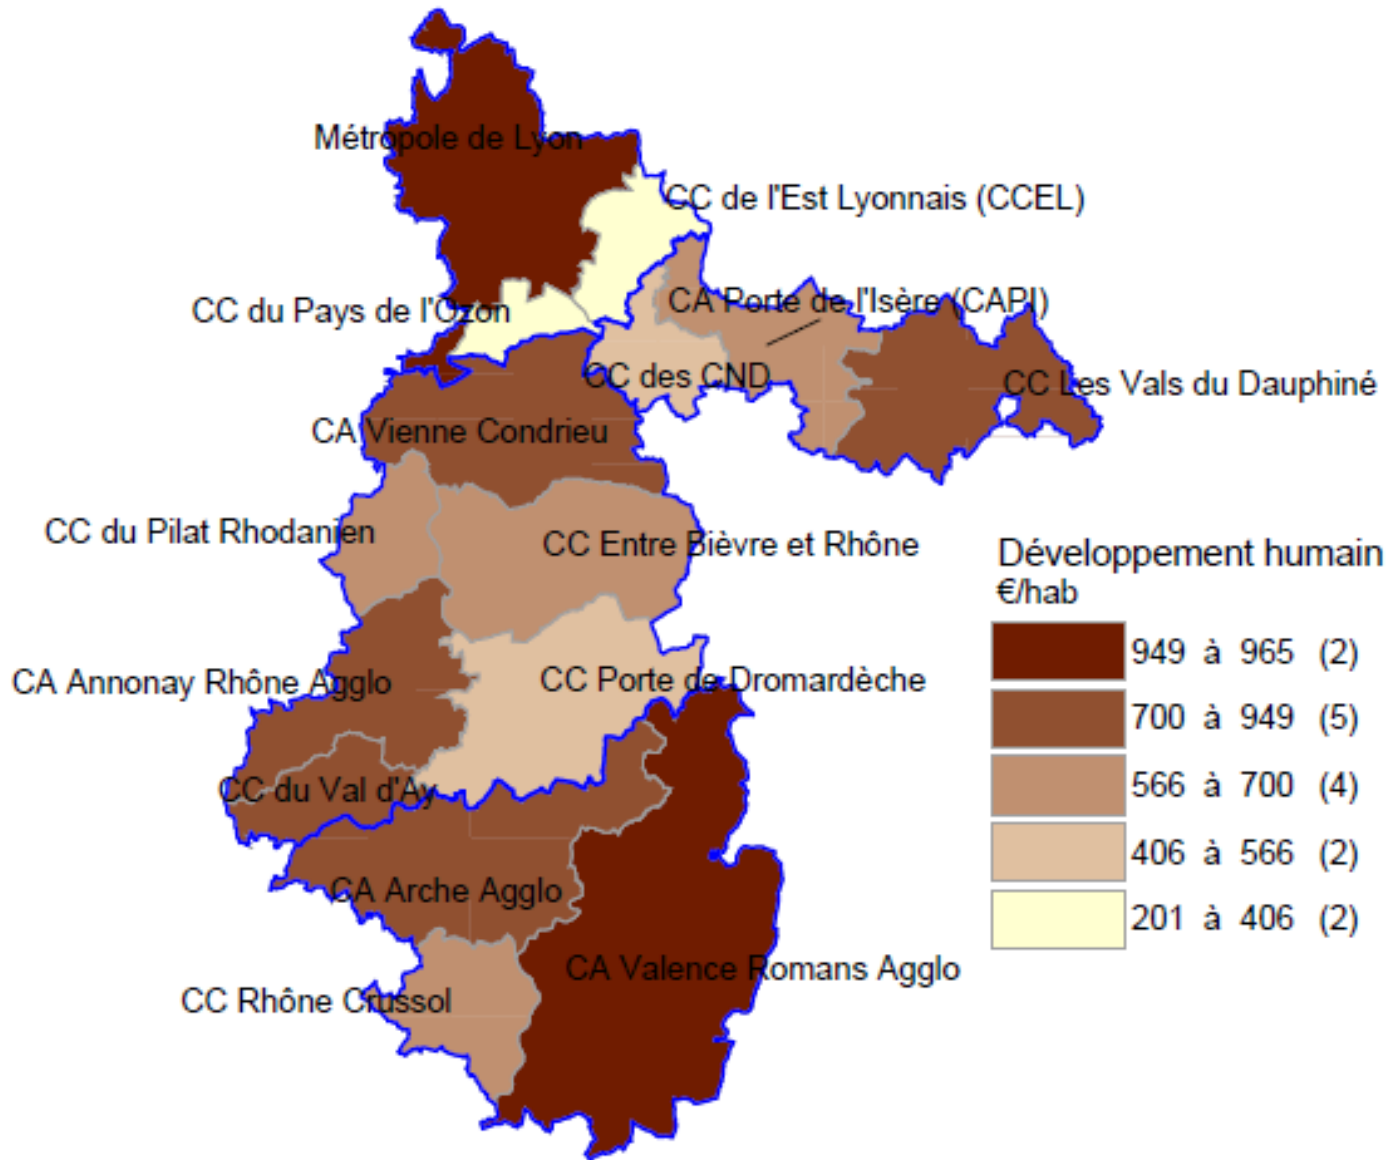 Métropole de Lyon
CC de l'Est Lyonnais (CCEL)
CC du Pays de l'Ozon
CA Porte de l'Isère (CAPI)
CC des CND
CC Les Vals du Dauphiné
CA Vienne Condrieu
CC du Pilat Rhodanien
CC Entre Bièvre et Rhône
CA Annonay Rhône Agglo
CC Porte de Dromardèche
CC du Val d'Ay
CA Arche Agglo
CA Valence Romans Agglo
CC Rhône Crussol
Développement humain
€/hab
949 à 965 (2)
700 à 949 (5)
566 à 700 (4)
406 à 566 (2)
201 à 406 (2)